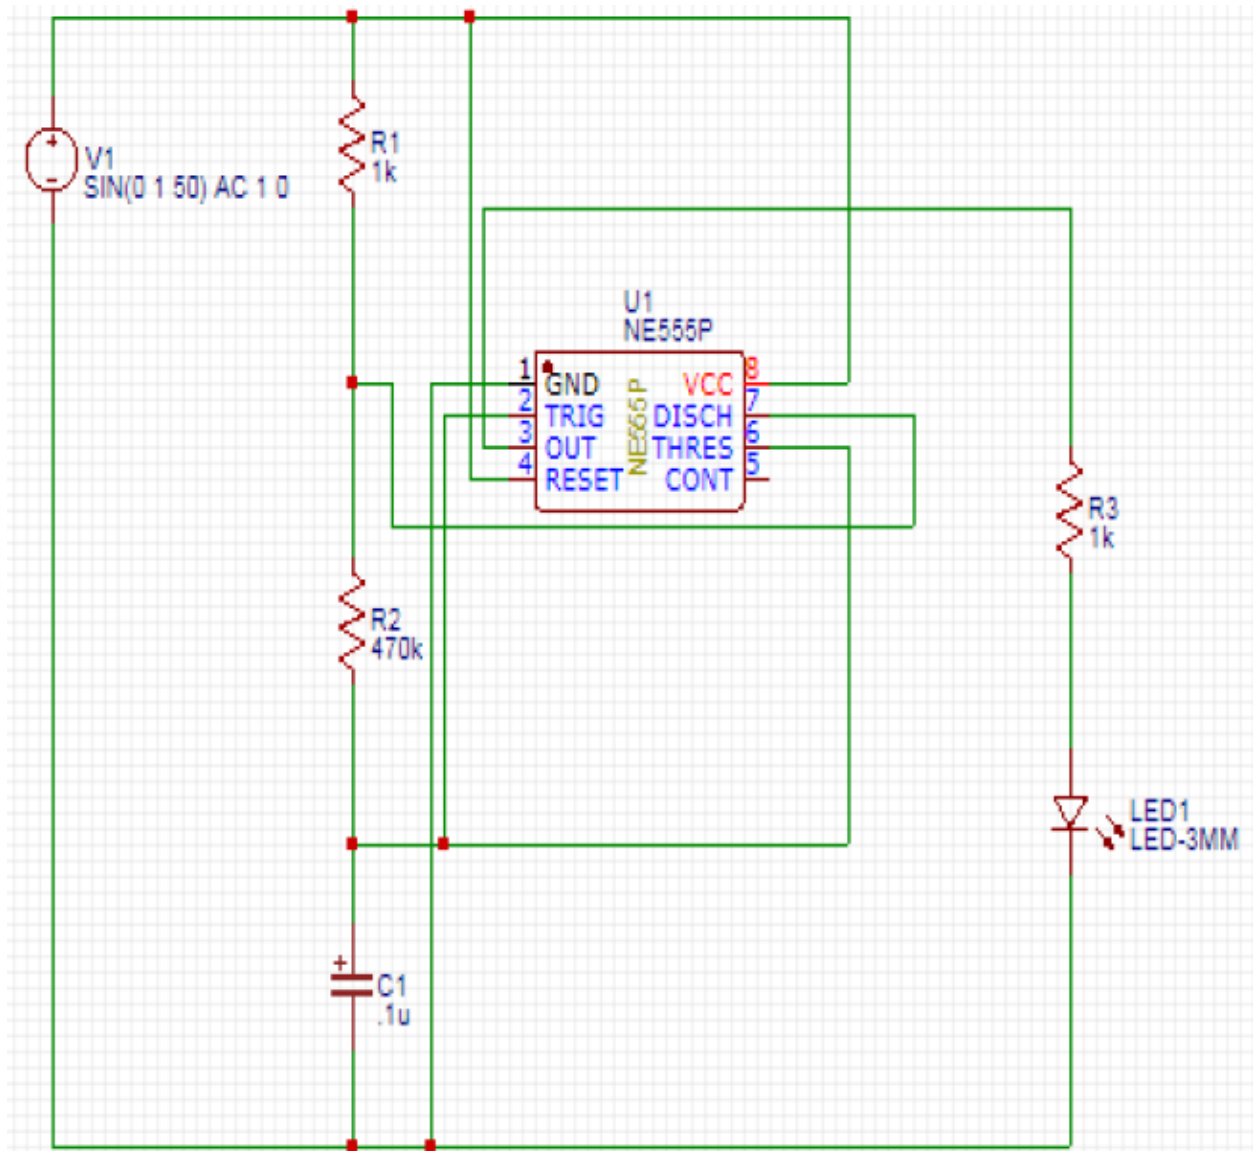 R1
1k
V1
SIN(0 1 50) AC 1 0
U1
NE555P
1 GND VCC 8
2 TRIG DISCH 7
3 OUT THRES 6
4 RESET CONT 5
NE555P
R3
1k
R2
470k
LED1
LED-3MM
+
C1
.1u